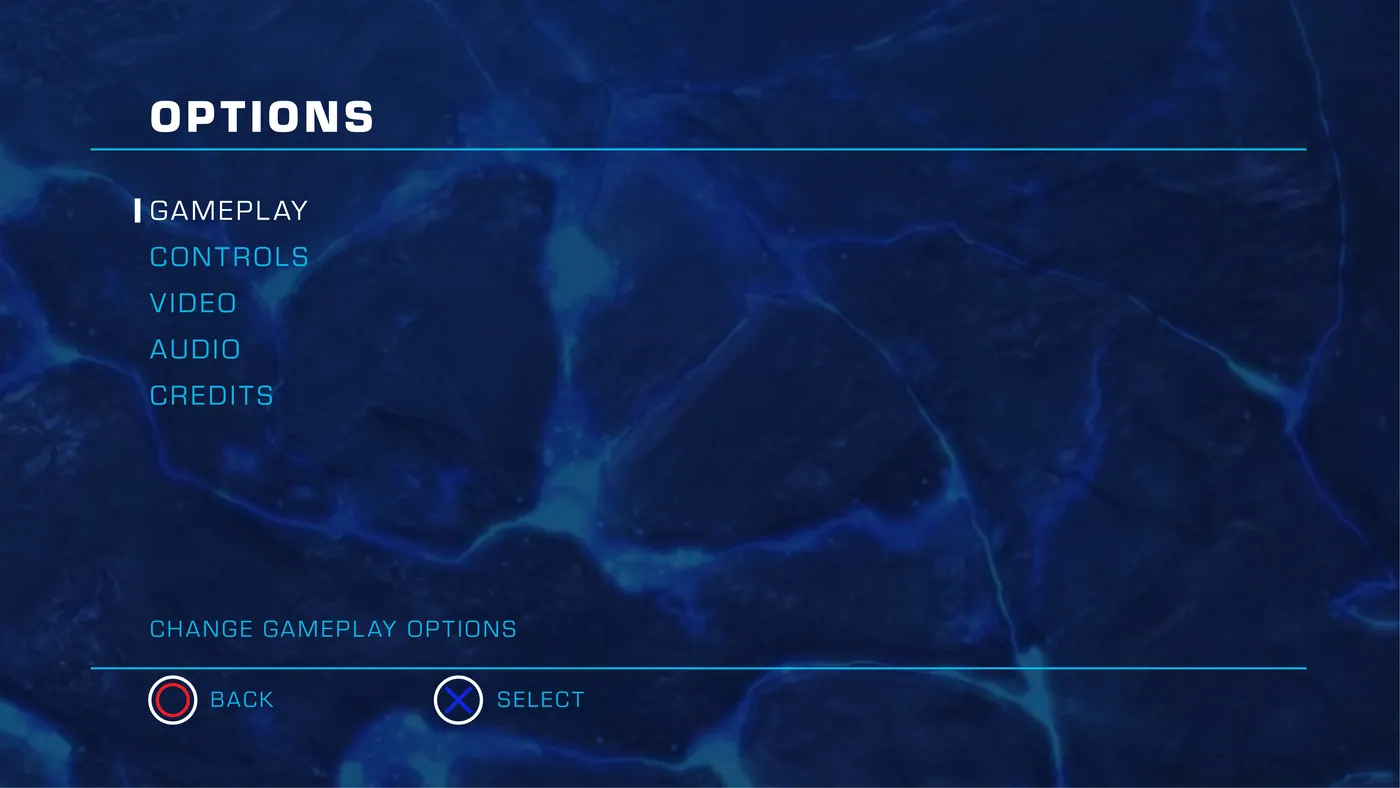 OPTIONS
GAMEPLAY
CONTROLS
VIDEO
AUDIO
CREDITS
CHANGE GAMEPLAY OPTIONS
BACK SELECT